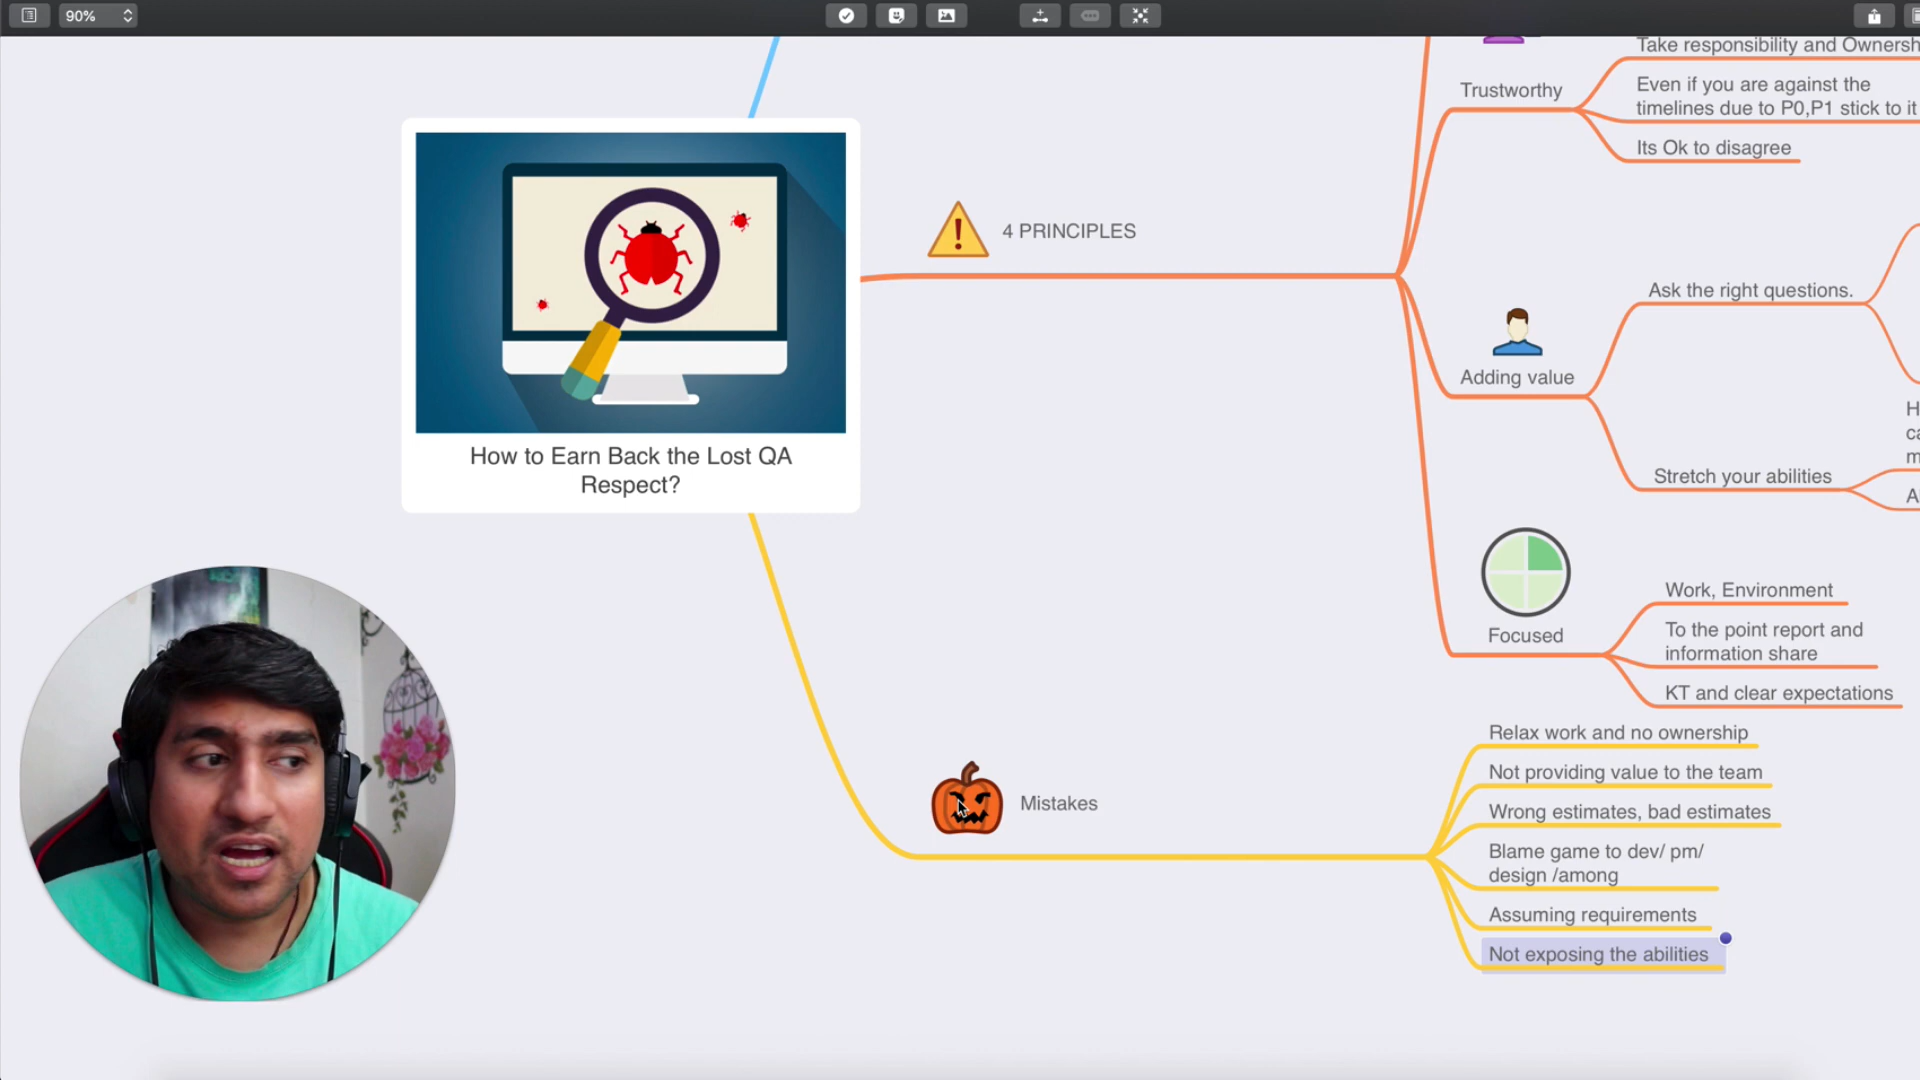 90%
Take responsibility and Ownersh
Trustworthy
Even if you are against the
timelines due to P0,P1 stick to it
Its Ok to disagree
4 PRINCIPLES
Ask the right questions.
Adding value
H
ca
m
Stretch your abilities
A
How to Earn Back the Lost QA
Respect?
Work, Environment
To the point report and
information share
Focused
KT and clear expectations
Relax work and no ownership
Not providing value to the team
Mistakes
Wrong estimates, bad estimates
Blame game to dev/ pm/
design /among
Assuming requirements
Not exposing the abilities